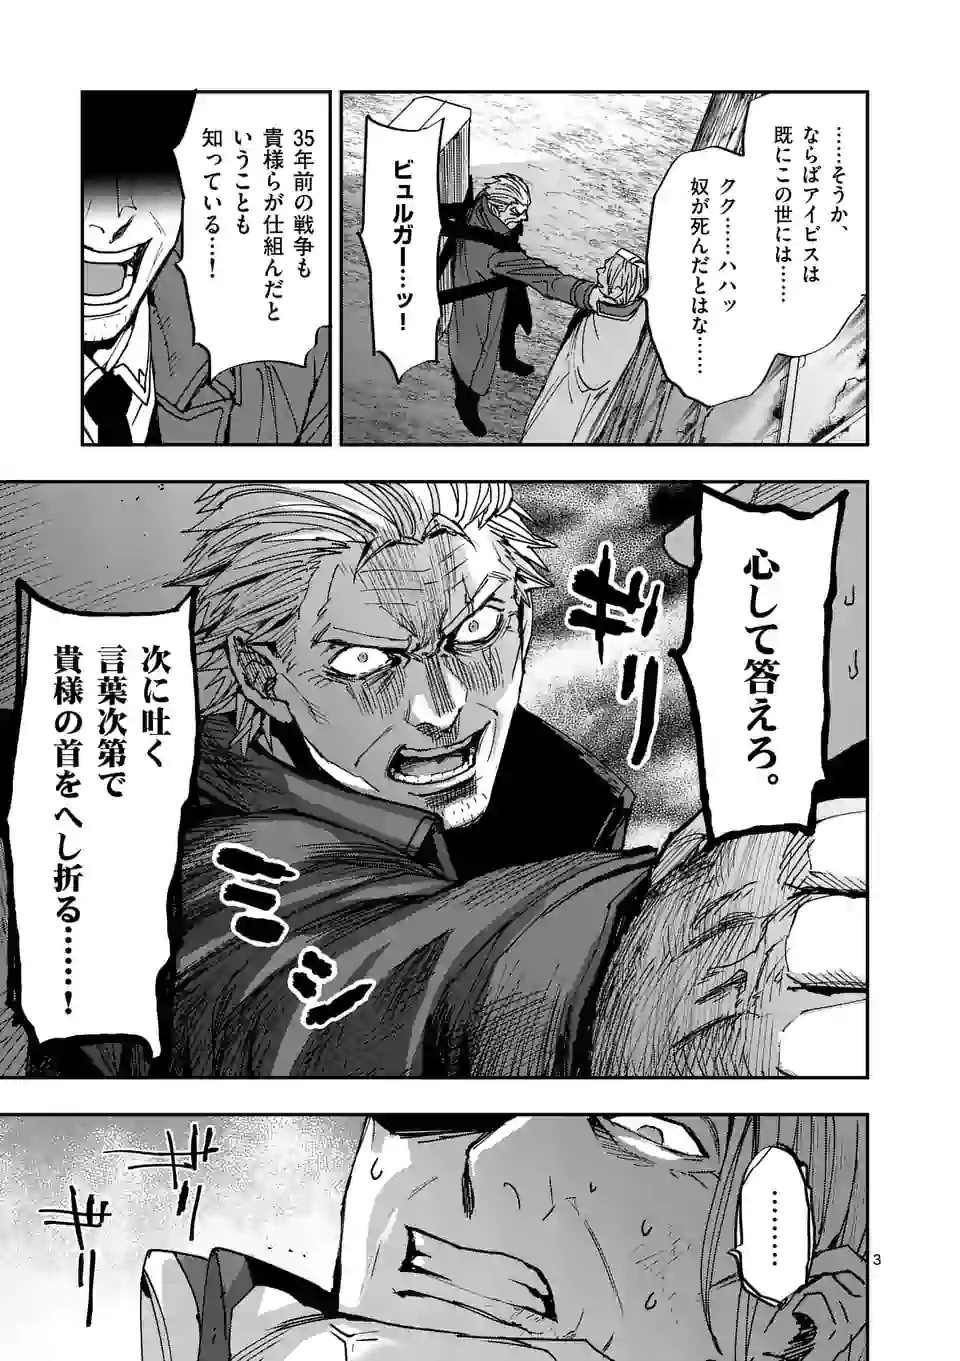 ……そうか、
ならばアイビスは
既にこの世には……
クク……ハハッ
奴が死んだとはな……
ビュルガー…ッ！
35年前の戦争も
貴様らが仕組んだと
いうことも
知っている…！
心して答えろ。
ギギリ
次に吐く
言葉次第で
貴様の首をへし折る……！
ミシ
ミシ
………
ギギ
ギギ
3